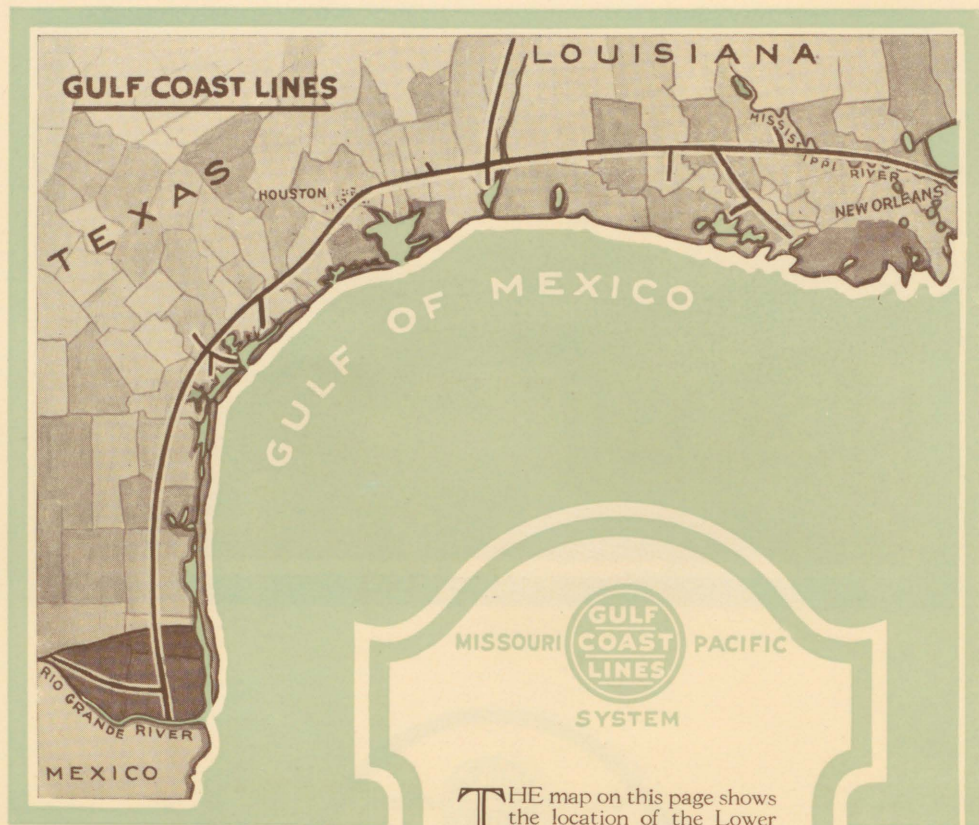 GULF COAST LINES
LOUISIANA
MISSISSIPPI RIVER
NEW ORLEANS
HOUSTON
TEXAS
GULF OF MEXICO
RIO GRANDE RIVER
MEXICO
MISSOURI PACIFIC
GULF
COAST
LINES
SYSTEM
THE map on this page shows
the location of the Lower